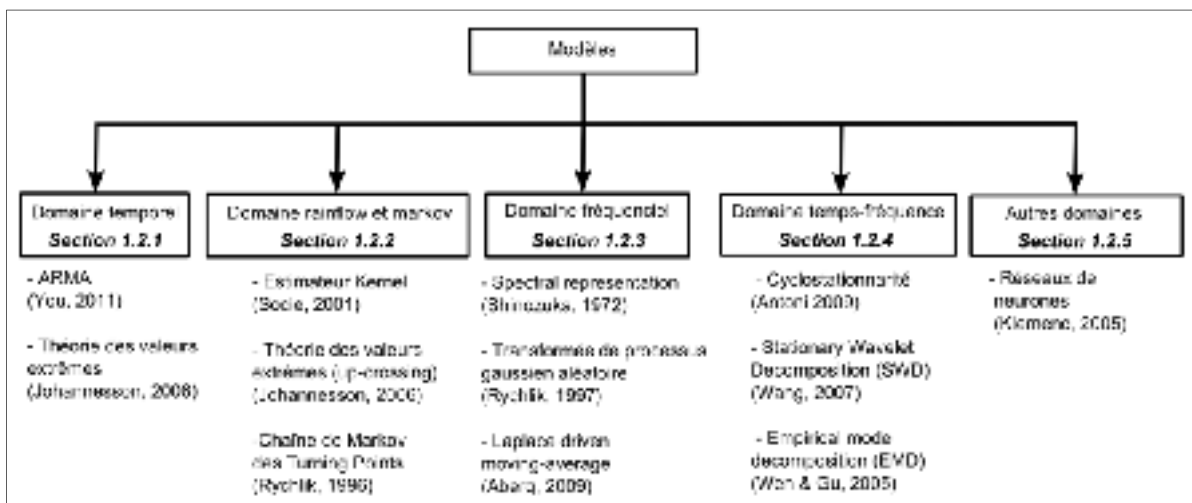 Modèles
Domaine temporel
Section 1.2.1
- ARMA
(You, 2011)
- Théorie des valeurs
extrêmes
(Johannesson, 2006)
Domaine rainflow et markov
Section 1.2.2
- Estimateur Kernel
(Socie, 2001)
- Théorie des valeurs
extrêmes (up-crossing)
(Johannesson, 2006)
-Chaîne de Markov
des Turning Points
(Rychlik, 1996)
Domaine fréquenciel
Section 1.2.3
- Spectral representation
(Shinozuka, 1972)
- Transformée de processus
gaussien aléatoire
(Rychlik, 1997)
- Laplace driven
moving-average
(Aberg, 2009)
Domaine temps-fréquence
Section 1.2.4
- Cyclostationnarité
(Antoni 2009)
- Stationary Wavelet
Decomposition (SWD)
(Wang, 2007)
- Empirical mode
decomposition (EMD)
(Wen & Gu, 2005)
Autres domaines
Section 1.2.5
- Réseaux de
neurones
(Klemenc, 2005)